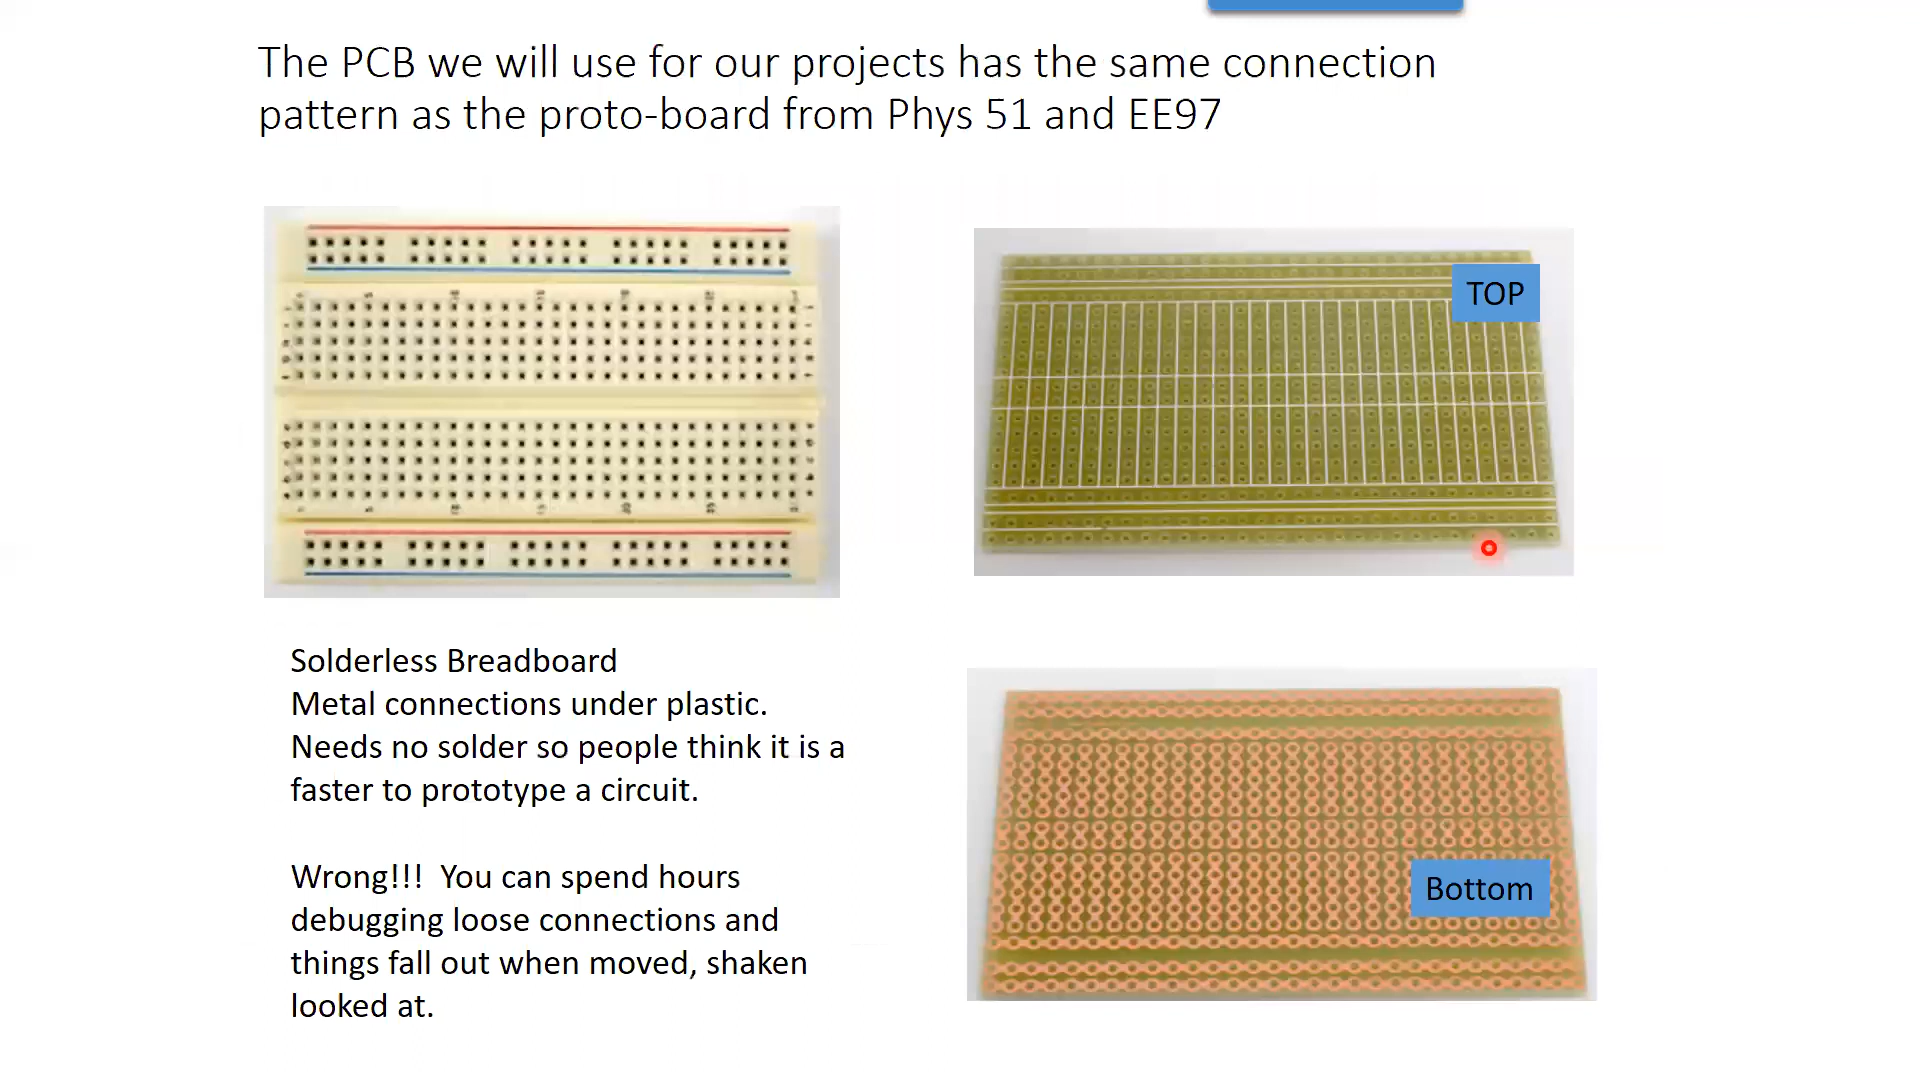 The PCB we will use for our projects has the same connection
pattern as the proto-board from Phys 51 and EE97
TOP
Solderless Breadboard
Metal connections under plastic.
Needs no solder so people think it is a
faster to prototype a circuit.
Wrong!!!  You can spend hours
debugging loose connections and
things fall out when moved, shaken
looked at.
Bottom